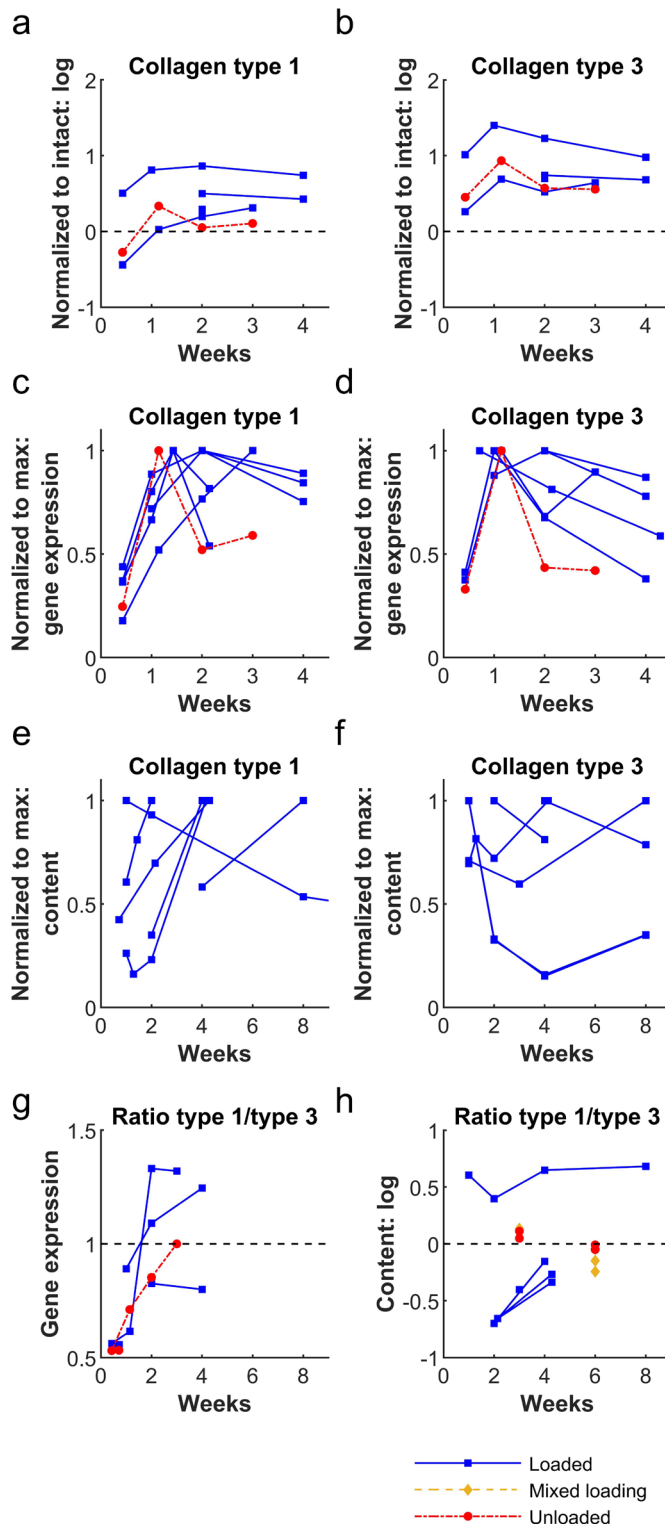 a
Collagen type 1
Normalized to intact: log
2
1
0
-1
0 1 2 3 4
Weeks
b
Collagen type 3
Normalized to intact: log
2
1
0
-1
0 1 2 3 4
Weeks
c
Collagen type 1
Normalized to max:
gene expression
1
0.5
0
0 1 2 3 4
Weeks
d
Collagen type 3
Normalized to max:
gene expression
1
0.5
0
0 1 2 3 4
Weeks
e
Collagen type 1
Normalized to max:
content
1
0.5
0
0 2 4 6 8
Weeks
f
Collagen type 3
Normalized to max:
content
1
0.5
0
0 2 4 6 8
Weeks
g
Ratio type 1/type 3
Gene expression
1.5
1
0.5
0 2 4 6 8
Weeks
h
Ratio type 1/type 3
Content: log
1
0.5
0
-0.5
-1
0 2 4 6 8
Weeks
Loaded
Mixed loading
Unloaded